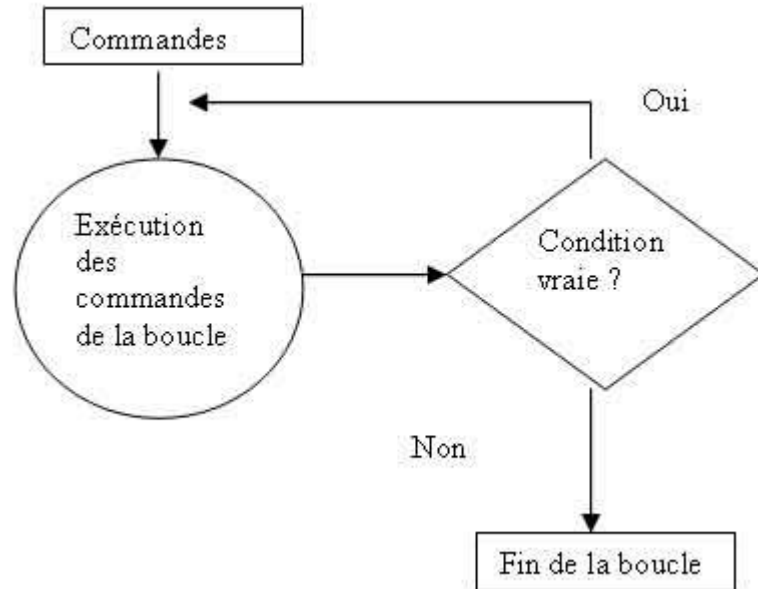 Commandes
Oui
Exécution
des
commandes
de la boucle
Condition
vraie ?
Non
Fin de la boucle